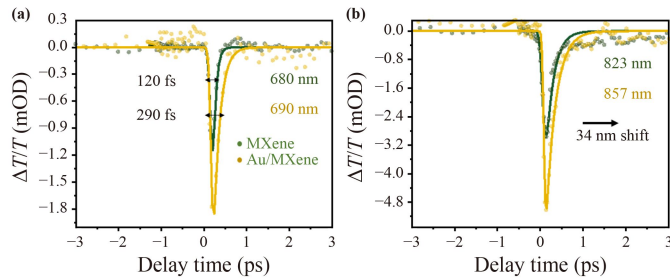 (a)
0.3
0.0
−0.3
−0.6
−0.9
−1.2
−1.5
−1.8
ΔT/T (mOD)
120 fs
290 fs
680 nm
690 nm
MXene
Au/MXene
−3 −2 −1 0 1 2 3
Delay time (ps)
(b)
0.0
−0.8
−1.6
−2.4
−3.2
−4.0
−4.8
ΔT/T (mOD)
823 nm
857 nm
34 nm shift
−3 −2 −1 0 1 2 3
Delay time (ps)